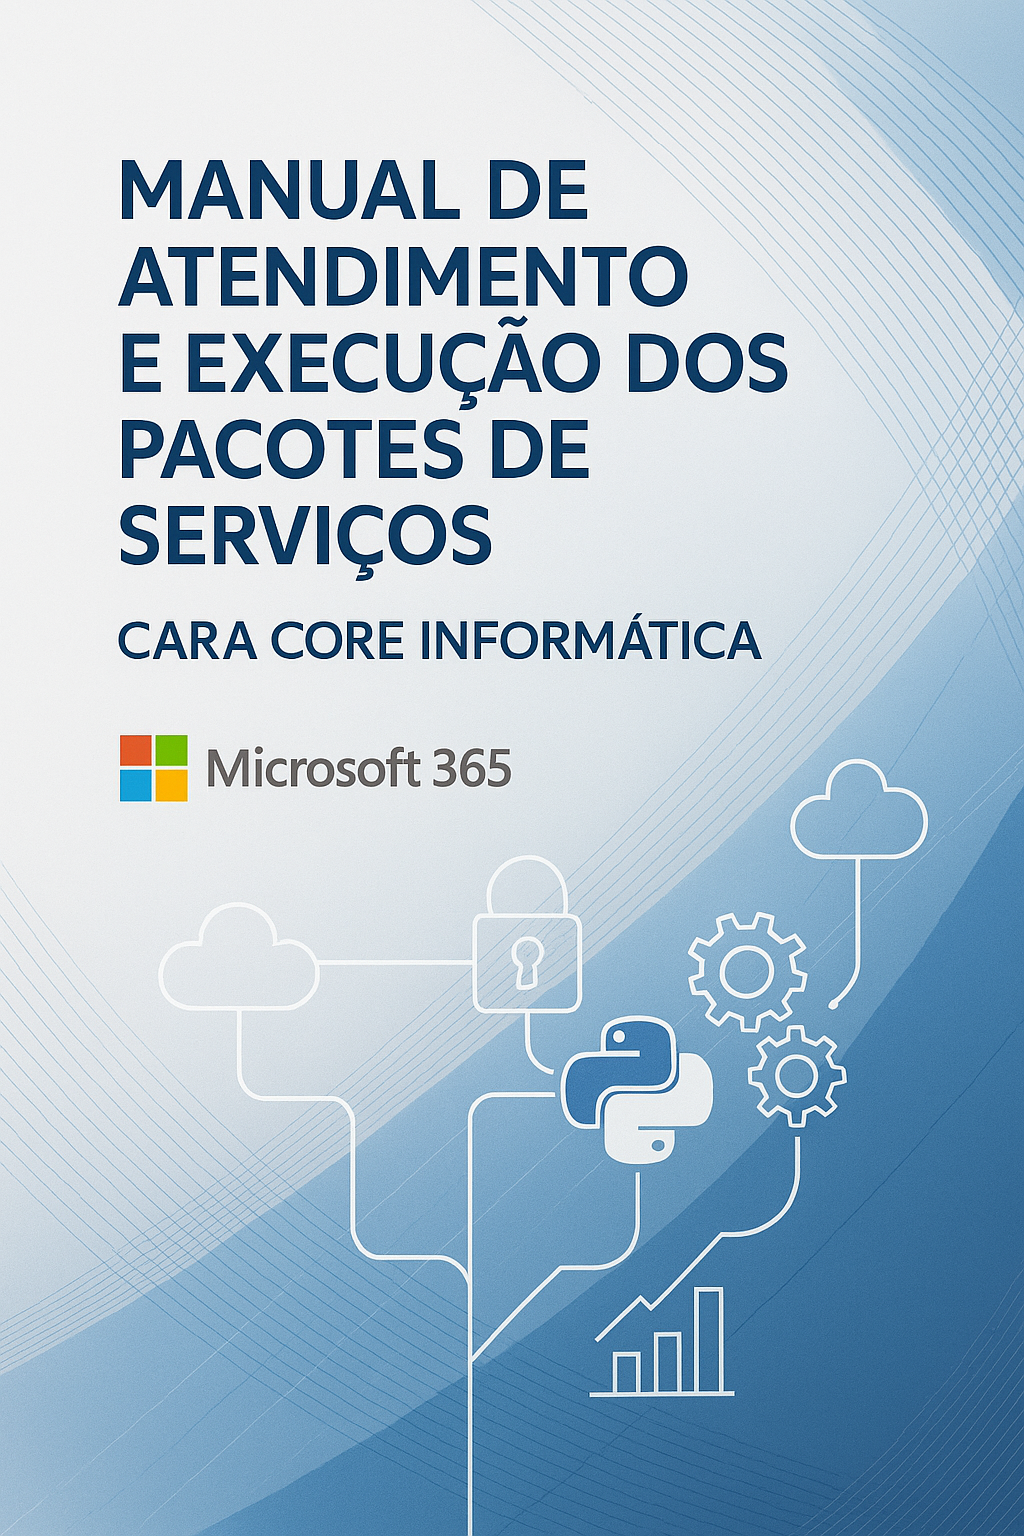 MANUAL DE
ATENDIMENTO
E EXECUÇÃO DOS
PACOTES DE
SERVIÇOS
CARA CORE INFORMÁTICA
Microsoft 365